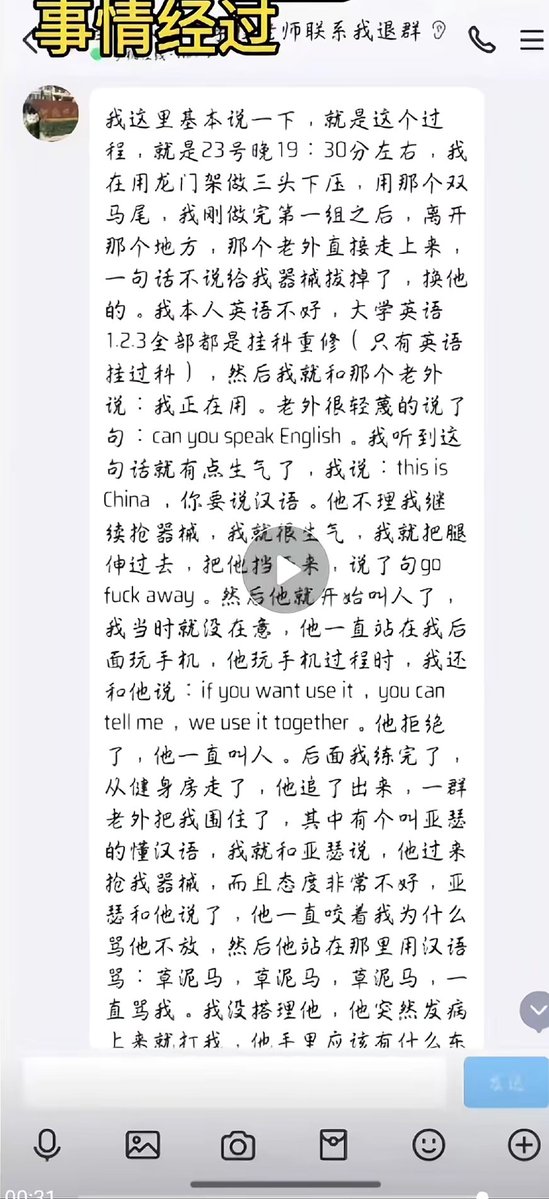 事情经过
师联系我退群
我这里基本说一下，就是这个过
程，就是23号晚19：30分左右，我
在用龙门架做三头下压，用那个双
马尾，我刚做完第一组之后，离开
那个地方，那个老外直接走上来，
一句话不说给我器械拔掉了，换他
的。我本人英语不好，大学英语
1.2.3全部都是挂科重修（只有英语
挂过科），然后我就和那个老外
说：我正在用。老外很轻蔑的说了
句：can you speak English。我听到这
句话就有点生气了，我说：this is
China ，你要说汉语。他不理我继
续抢器械，我就很生气，我就把腿
伸过去，把他挡 来，说了句go
fuck away。然后他就开始叫人了，
我当时就没在意，他一直站在我后
面玩手机，他玩手机过程时，我还
和他说：if you want use it，you can
tell me，we use it together。他拒绝
了，他一直叫人。后面我练完了，
从健身房走了，他追了出来，一群
老外把我围住了，其中有个叫亚瑟
的懂汉语，我就和亚瑟说，他过来
抢我器械，而且态度非常不好，亚
瑟和他说了，他一直咬着我为什么
骂他不放，然后他站在那里用汉语
骂：草泥马，草泥马，草泥马，一
直骂我。我没搭理他，他突然发病
上来就打我，他手里应该有什么东
发送
00:31